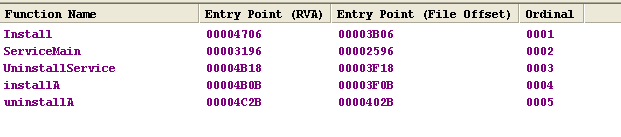 Function Name Entry Point (RVA) Entry Point (File Offset) Ordinal
Install 00004706 00003B06 0001
ServiceMain 00003196 00002596 0002
UninstallService 00004B18 00003F18 0003
installA 00004B0B 00003F0B 0004
uninstallA 00004C2B 0000402B 0005